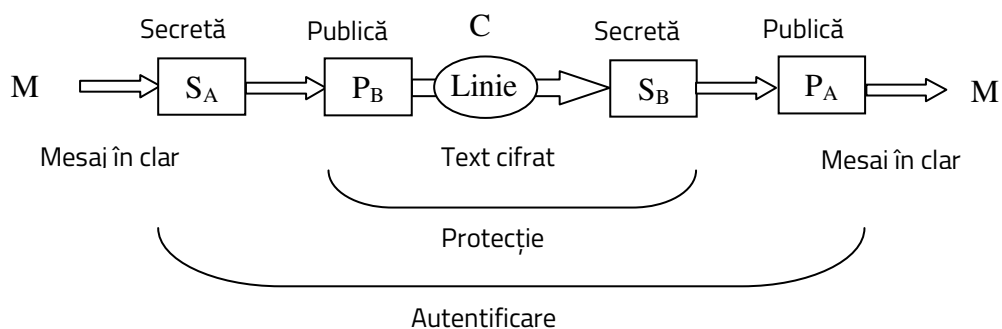 Secretă Publică C Secretă Publică
M S_A P_B Linie S_B P_A M
Mesaj în clar Text cifrat Mesaj în clar
Protecție
Autentificare